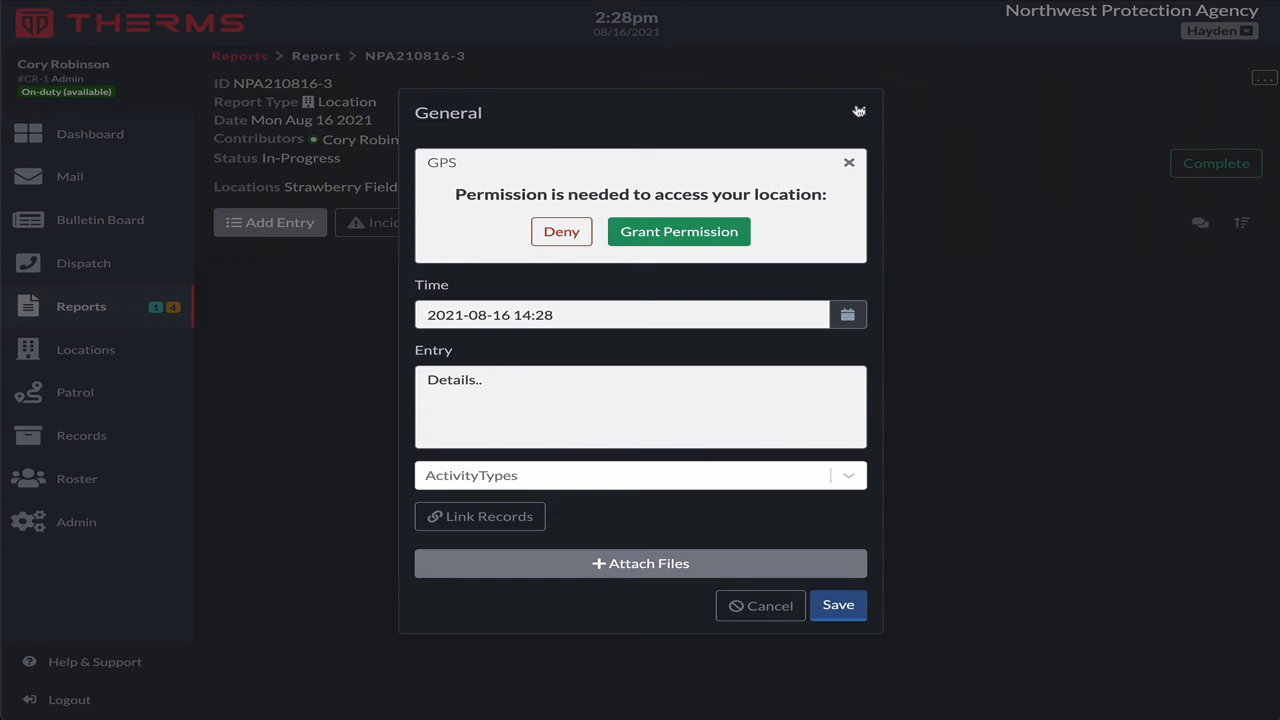 THERMS
2:28pm
08/16/2021
Northwest Protection Agency
Hayden
Cory Robinson
#CR-1 Admin
On-duty (available)
Dashboard
Mail
Bulletin Board
Dispatch
Reports 1 4
Locations
Patrol
Records
Roster
Admin
Help & Support
Logout
Reports > Report > NPA210816-3
ID NPA210816-3
Report Type Location
Date Mon Aug 16 2021
Contributors Cory Robin
Status In-Progress
Locations Strawberry Field
Add Entry
...
Complete
General
GPS
Permission is needed to access your location:
Deny Grant Permission
Time
2021-08-16 14:28
Entry
Details..
ActivityTypes
Link Records
+ Attach Files
Cancel Save